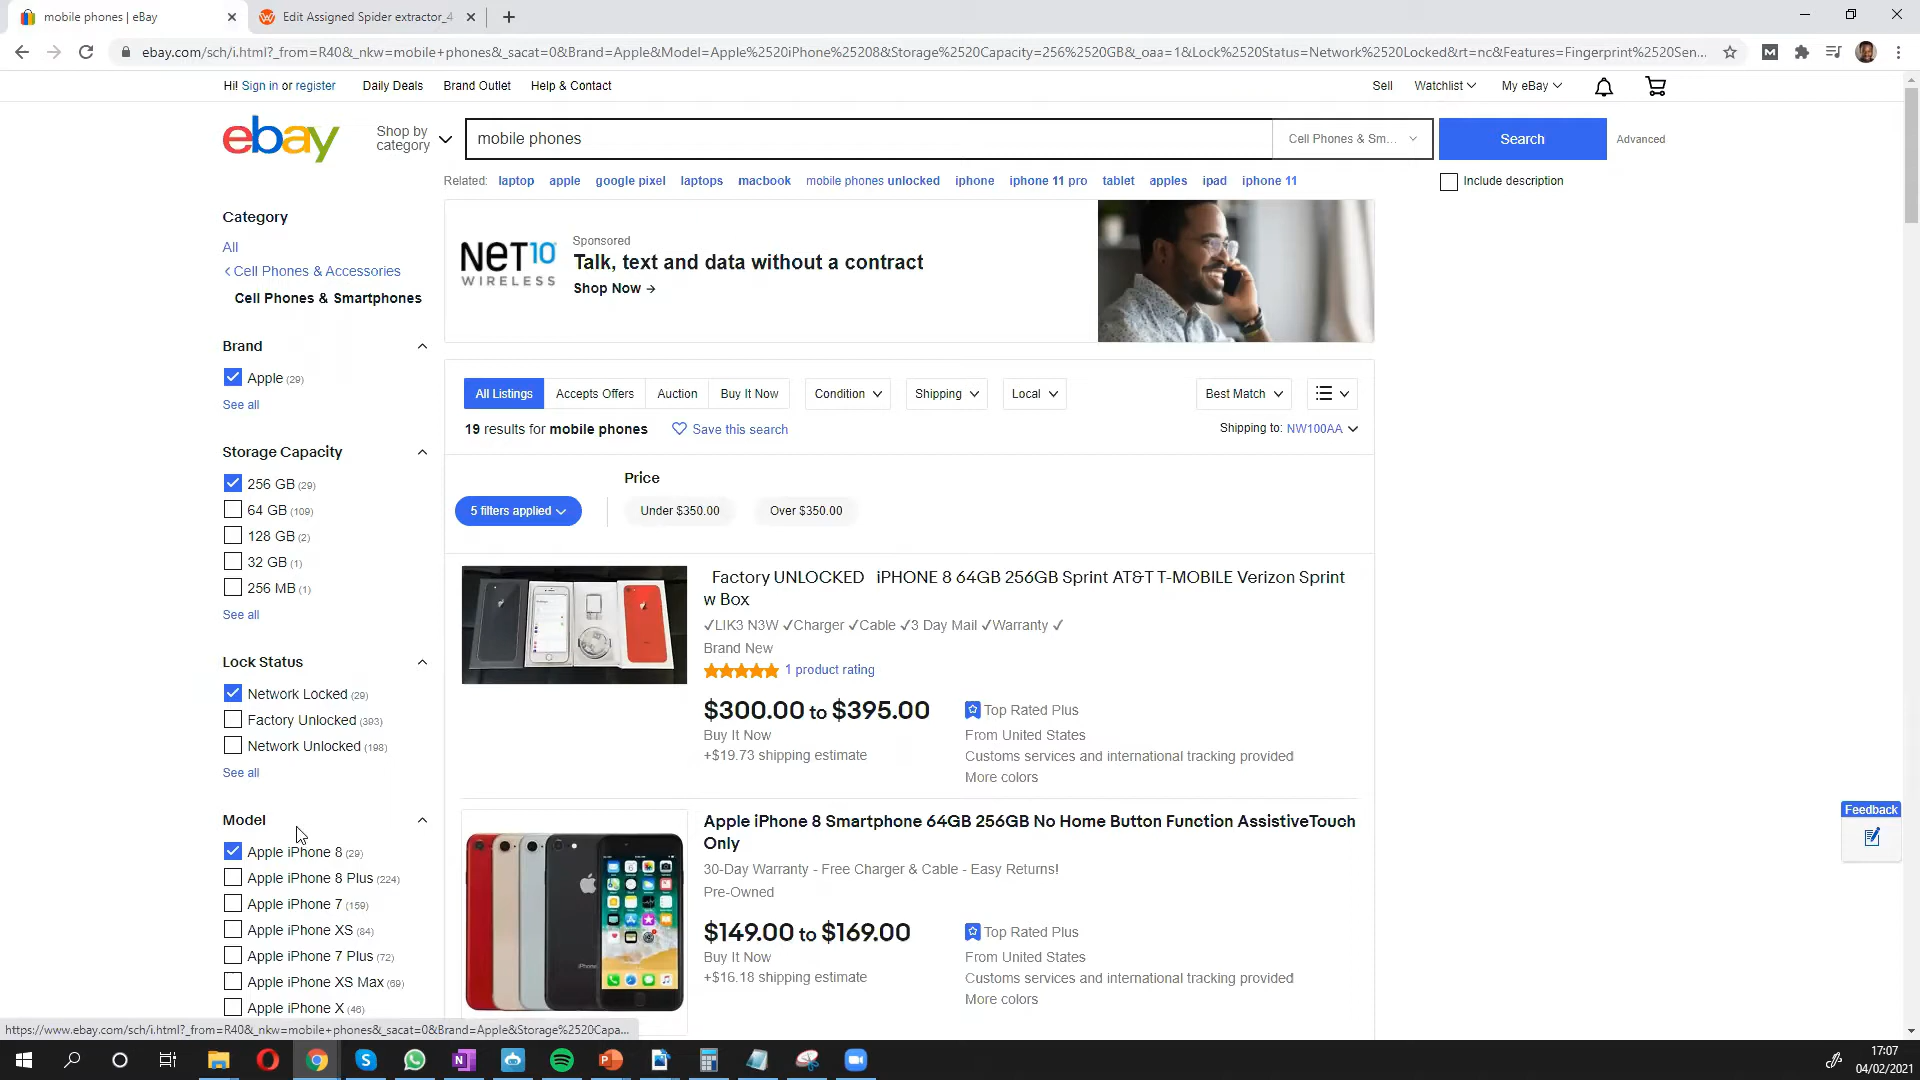 mobile phones | eBay
Edit Assigned Spider extractor_4
ebay.com/sch/i.html?_from=R40&_nkw=mobile+phones&_sacat=0&Brand=Apple&Model=Apple%2520iPhone%25208&Storage%2520Capacity=256%2520GB&_oaa=1&Lock%2520Status=Network%2520Locked&rt=nc&Features=Fingerprint%2520Sen...
Hi! Sign in or register
Daily Deals
Brand Outlet
Help & Contact
Sell
Watchlist
My eBay
ebay
Shop by category
mobile phones
Cell Phones & Sm...
Search
Advanced
Related: laptop apple google pixel laptops macbook mobile phones unlocked iphone iphone 11 pro tablet apples ipad iphone 11
Include description
Category
All
Cell Phones & Accessories
Cell Phones & Smartphones
Brand
Apple (29)
See all
Storage Capacity
256 GB (29)
64 GB (109)
128 GB (2)
32 GB (1)
256 MB (1)
See all
Lock Status
Network Locked (29)
Factory Unlocked (393)
Network Unlocked (198)
See all
Model
Apple iPhone 8 (29)
Apple iPhone 8 Plus (224)
Apple iPhone 7 (159)
Apple iPhone XS (84)
Apple iPhone 7 Plus (72)
Apple iPhone XS Max (69)
Apple iPhone X (46)
NET10
WIRELESS
Sponsored
Talk, text and data without a contract
Shop Now →
All Listings
Accepts Offers
Auction
Buy It Now
Condition
Shipping
Local
Best Match
19 results for mobile phones
Save this search
Shipping to: NW100AA
Price
5 filters applied
Under $350.00
Over $350.00
Factory UNLOCKED iPHONE 8 64GB 256GB Sprint AT&T T-MOBILE Verizon Sprint
w Box
✓LIK3 N3W ✓Charger ✓Cable ✓3 Day Mail ✓Warranty ✓
Brand New
1 product rating
$300.00 to $395.00
Buy It Now
+$19.73 shipping estimate
Top Rated Plus
From United States
Customs services and international tracking provided
More colors
Apple iPhone 8 Smartphone 64GB 256GB No Home Button Function AssistiveTouch
Only
30-Day Warranty - Free Charger & Cable - Easy Returns!
Pre-Owned
$149.00 to $169.00
Buy It Now
+$16.18 shipping estimate
Top Rated Plus
From United States
Customs services and international tracking provided
More colors
Feedback
https://www.ebay.com/sch/i.html?_from=R40&_nkw=mobile+phones&_sacat=0&Brand=Apple&Storage%2520Capa...
17:07
04/02/2021